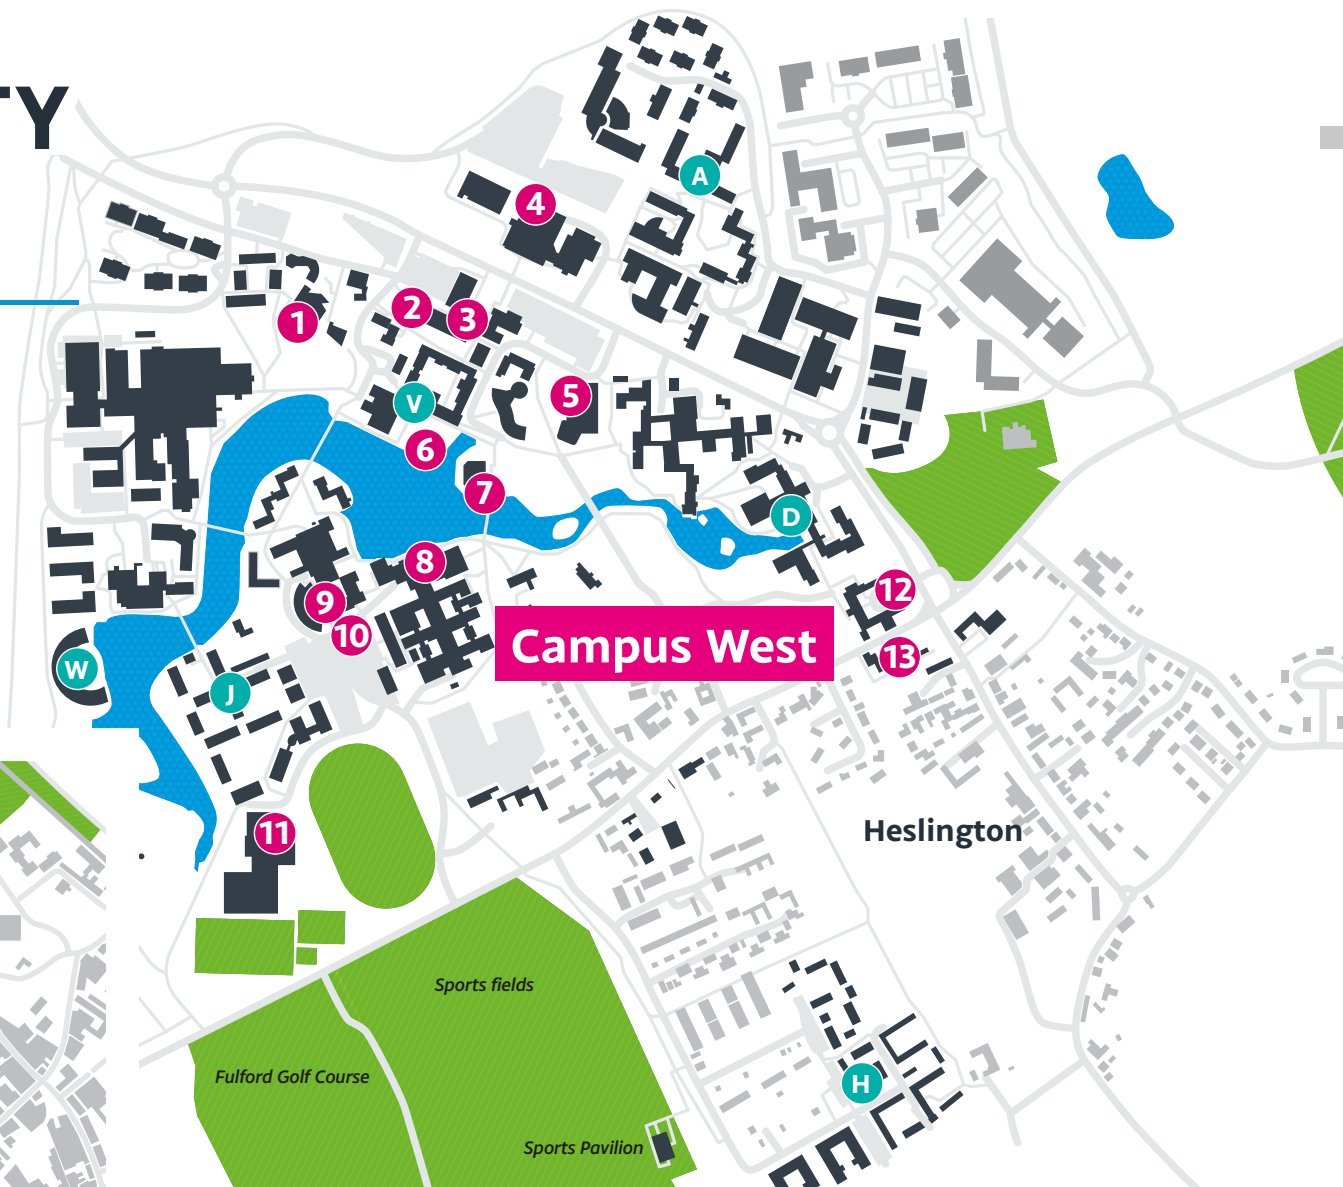 TY
A
4
1
2
3
5
V
6
7
D
8
9
10
12
13
Campus West
W
J
11
Heslington
Sports fields
Fulford Golf Course
H
Sports Pavilion